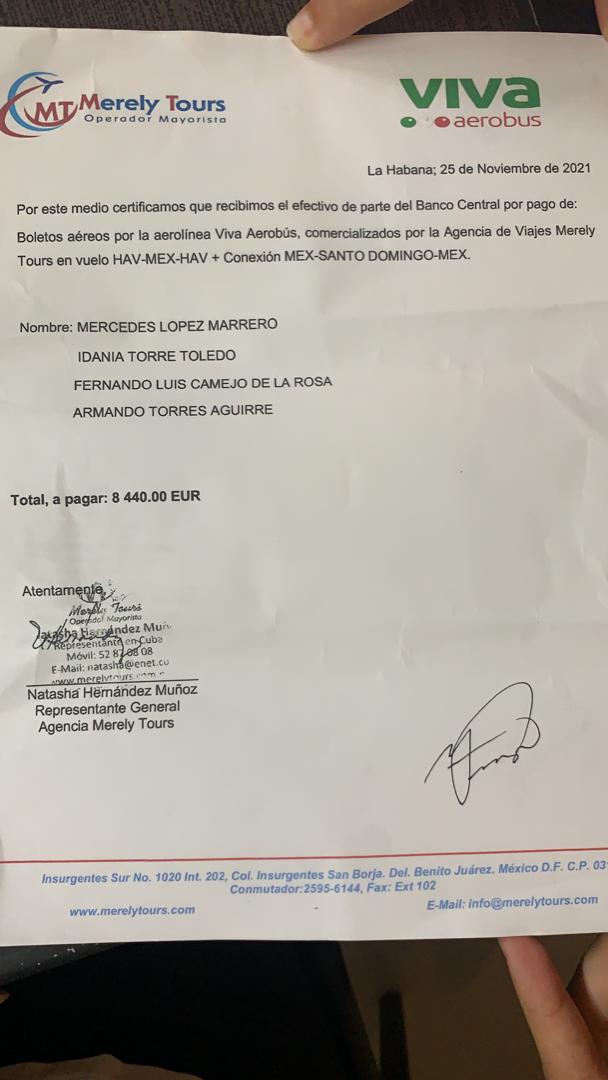 MT Merely Tours
Operador Mayorista
VIVA
aerobus
La Habana; 25 de Noviembre de 2021
Por este medio certificamos que recibimos el efectivo de parte del Banco Central por pago de:
Boletos aéreos por la aerolínea Viva Aerobús, comercializados por la Agencia de Viajes Merely
Tours en vuelo HAV-MEX-HAV + Conexión MEX-SANTO DOMINGO-MEX.
Nombre: MERCEDES LOPEZ MARRERO
IDANIA TORRE TOLEDO
FERNANDO LUIS CAMEJO DE LA ROSA
ARMANDO TORRES AGUIRRE
Total, a pagar: 8 440.00 EUR
Atentamente,
Merely Tours
Operador Mayorista
Hernández
Representante en Cuba
Móvil: 52 08
E-Mail: natasha@enet.cu
Natasha Hernández Muñoz
Representante General
Agencia Merely Tours
Insurgentes Sur No. 1020 Int. 202, Col. Insurgentes San Borja. Del. Benito Juárez. México D.F. C.P. 03
Conmutador:2595-6144, Fax: Ext 102
www.merelytours.com
E-Mail: info@merelytours.com